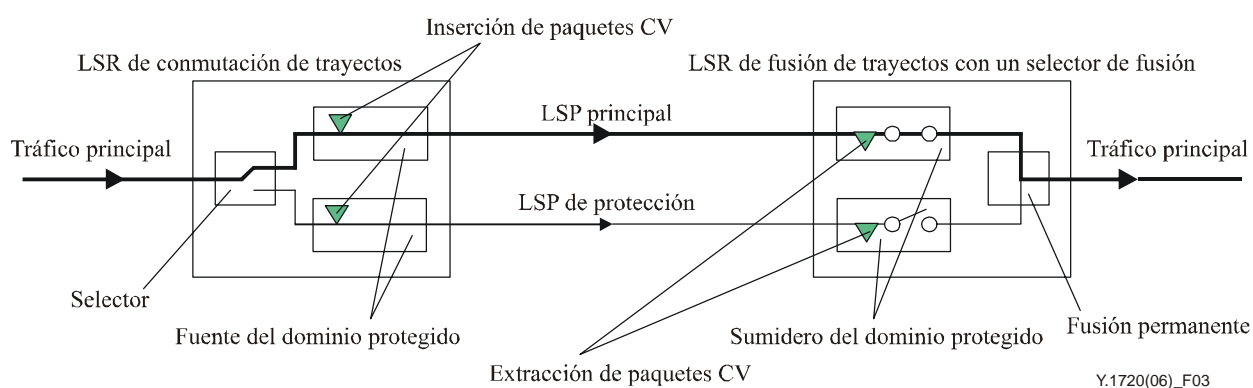 Inserción de paquetes CV
LSR de conmutación de trayectos
LSR de fusión de trayectos con un selector de fusión
LSP principal
Tráfico principal
Tráfico principal
LSP de protección
Selector
Fuente del dominio protegido
Sumidero del dominio protegido
Fusión permanente
Extracción de paquetes CV
Y.1720(06)_F03